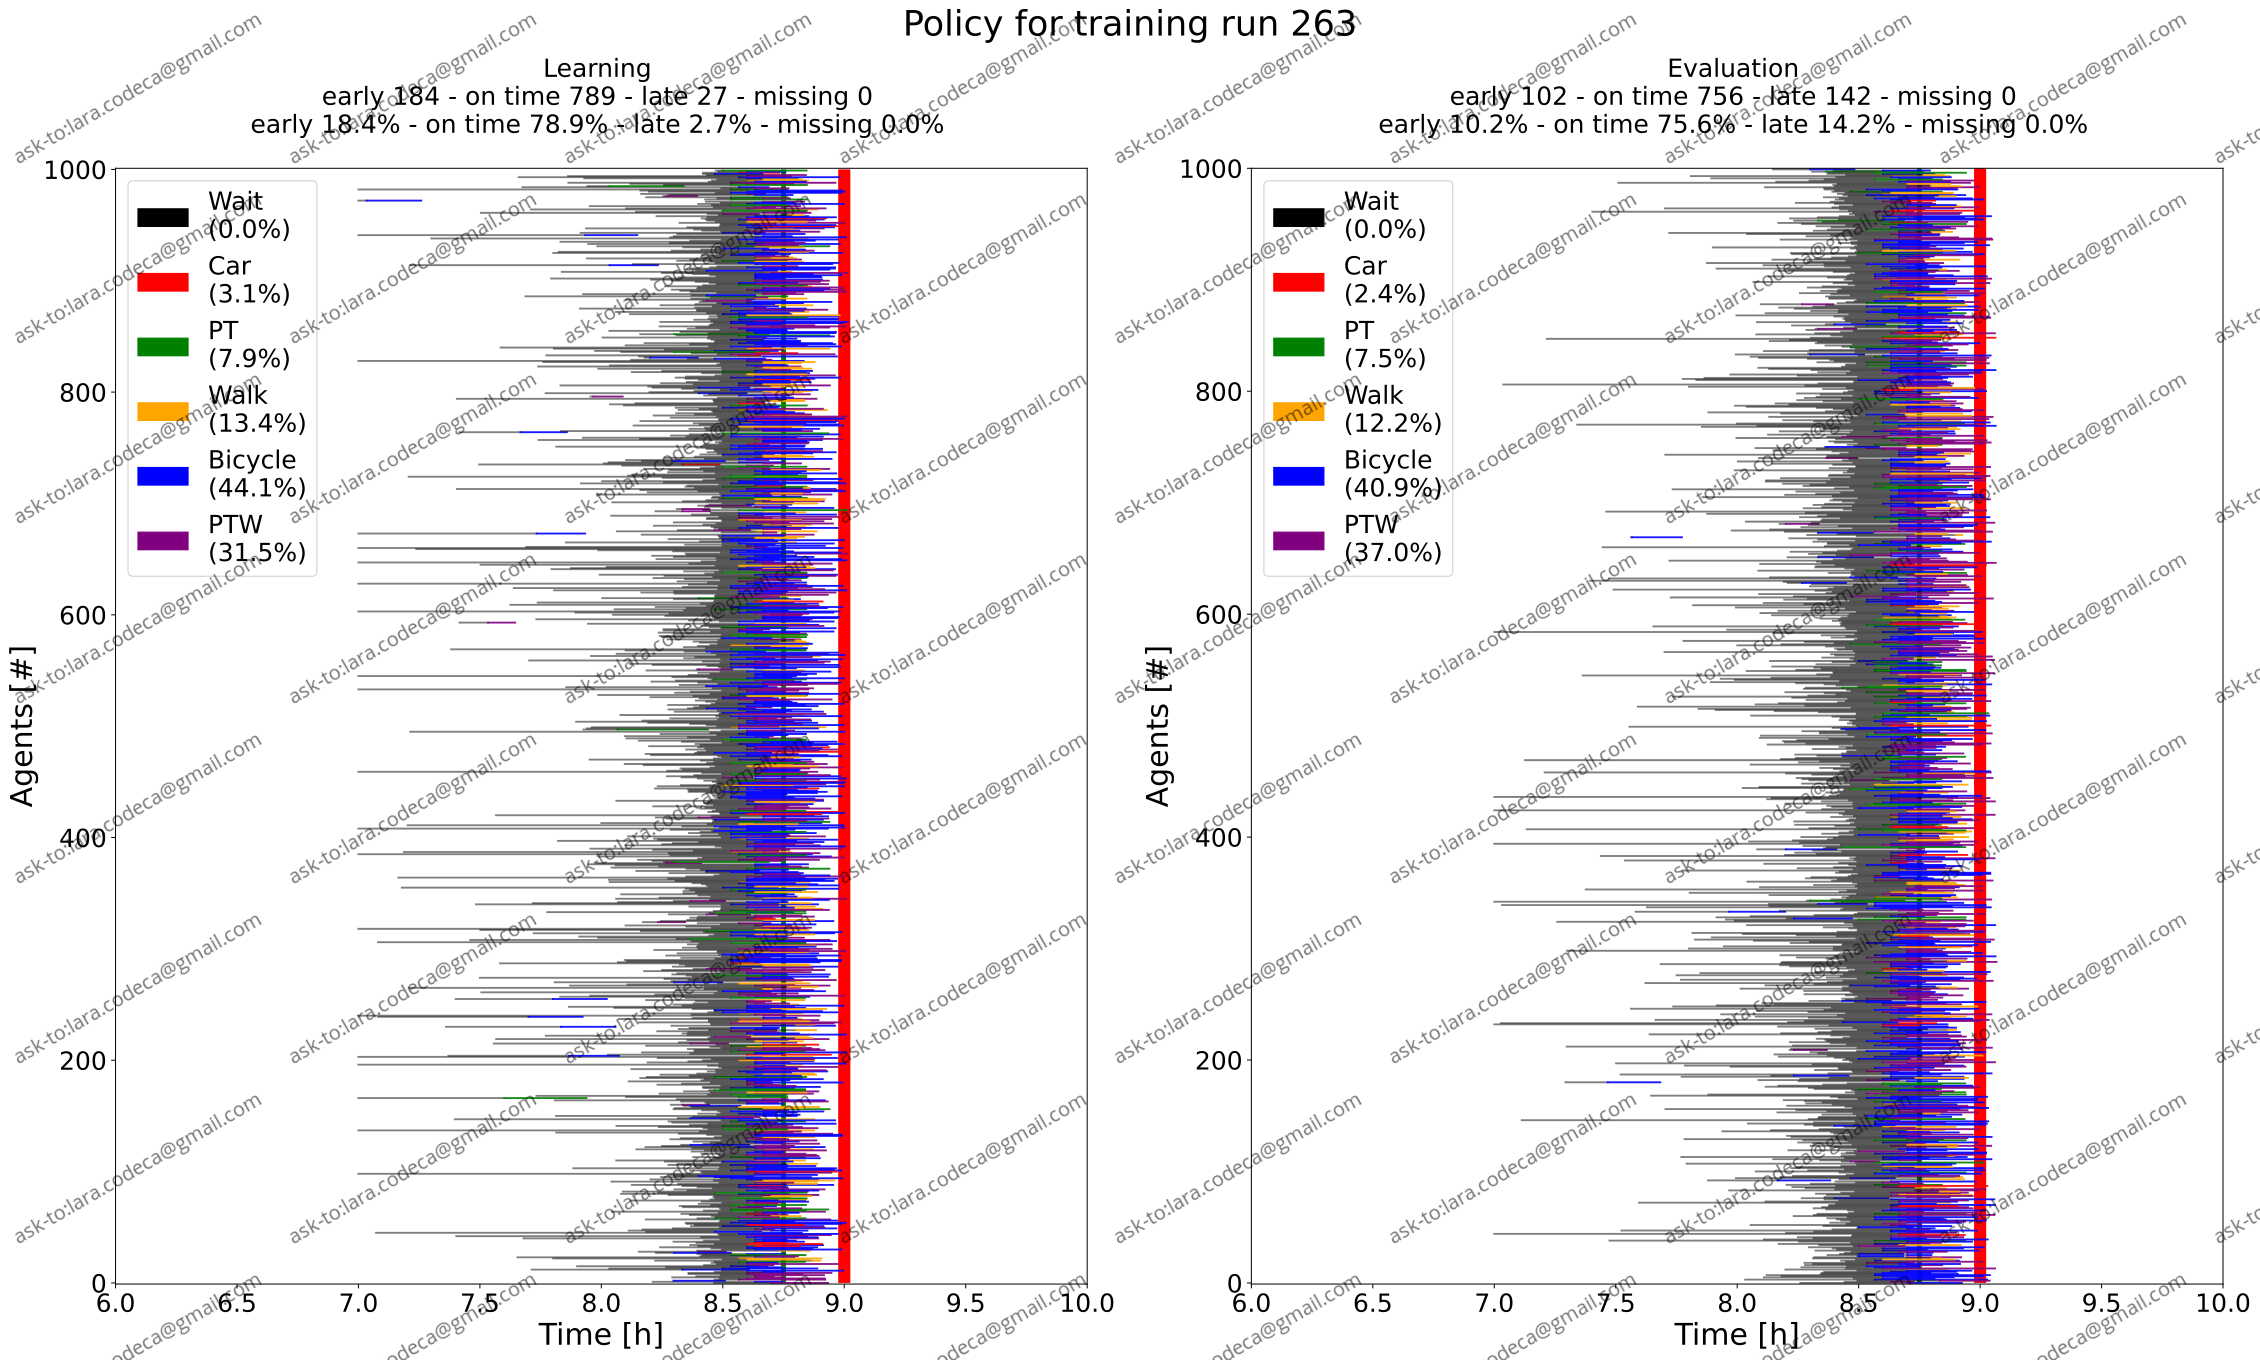 Policy for training run 263
Learning
early 184 - on time 789 - late 27 - missing 0
early 18.4% - on time 78.9% - late 2.7% - missing 0.0%
Evaluation
early 102 - on time 756 - late 142 - missing 0
early 10.2% - on time 75.6% - late 14.2% - missing 0.0%
Wait
(0.0%)
Car
(3.1%)
PT
(7.9%)
Walk
(13.4%)
Bicycle
(44.1%)
PTW
(31.5%)
1000
800
600
400
200
0
Agents [#]
6.0 6.5 7.0 7.5 8.0 8.5 9.0 9.5 10.0
Time [h]
Wait
(0.0%)
Car
(2.4%)
PT
(7.5%)
Walk
(12.2%)
Bicycle
(40.9%)
PTW
(37.0%)
1000
800
600
400
200
0
Agents [#]
6.0 6.5 7.0 7.5 8.0 8.5 9.0 9.5 10.0
Time [h]
ask-to:lara.codeca@gmail.com